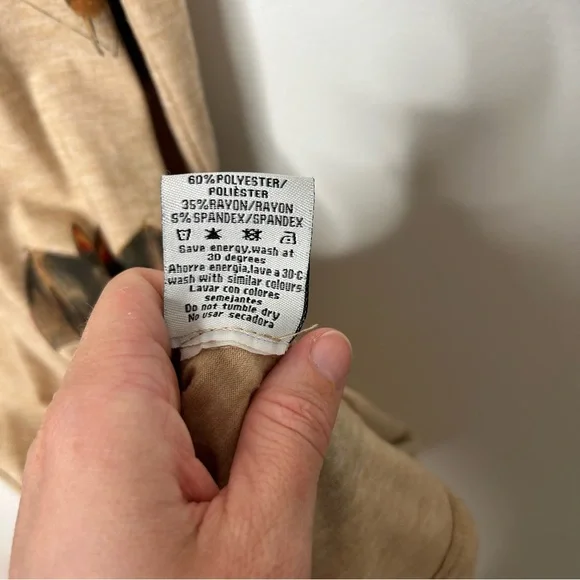 60%POLYESTER/
POLIÈSTER
35%RAYON/RAYON
5%SPANDEX/SPANDEX
Save energy,wash at
30 degrees
Ahorre energia,lave a 30·C
wash with similar colours
Lavar con colores
semejantes
Do not tumble dry
No usar secadora